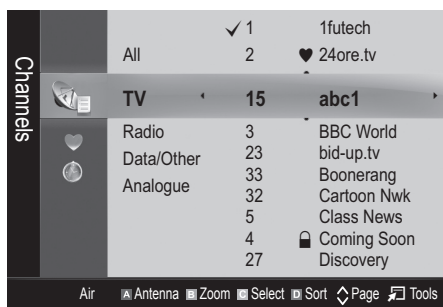 Channels
1 1futech
All 2 24ore.tv
TV 15 abc1
Radio 3 BBC World
Data/Other 23 bid-up.tv
Analogue 33 Boonerang
32 Cartoon Nwk
5 Class News
4 Coming Soon
27 Discovery
Air A Antenna B Zoom C Select D Sort Page Tools